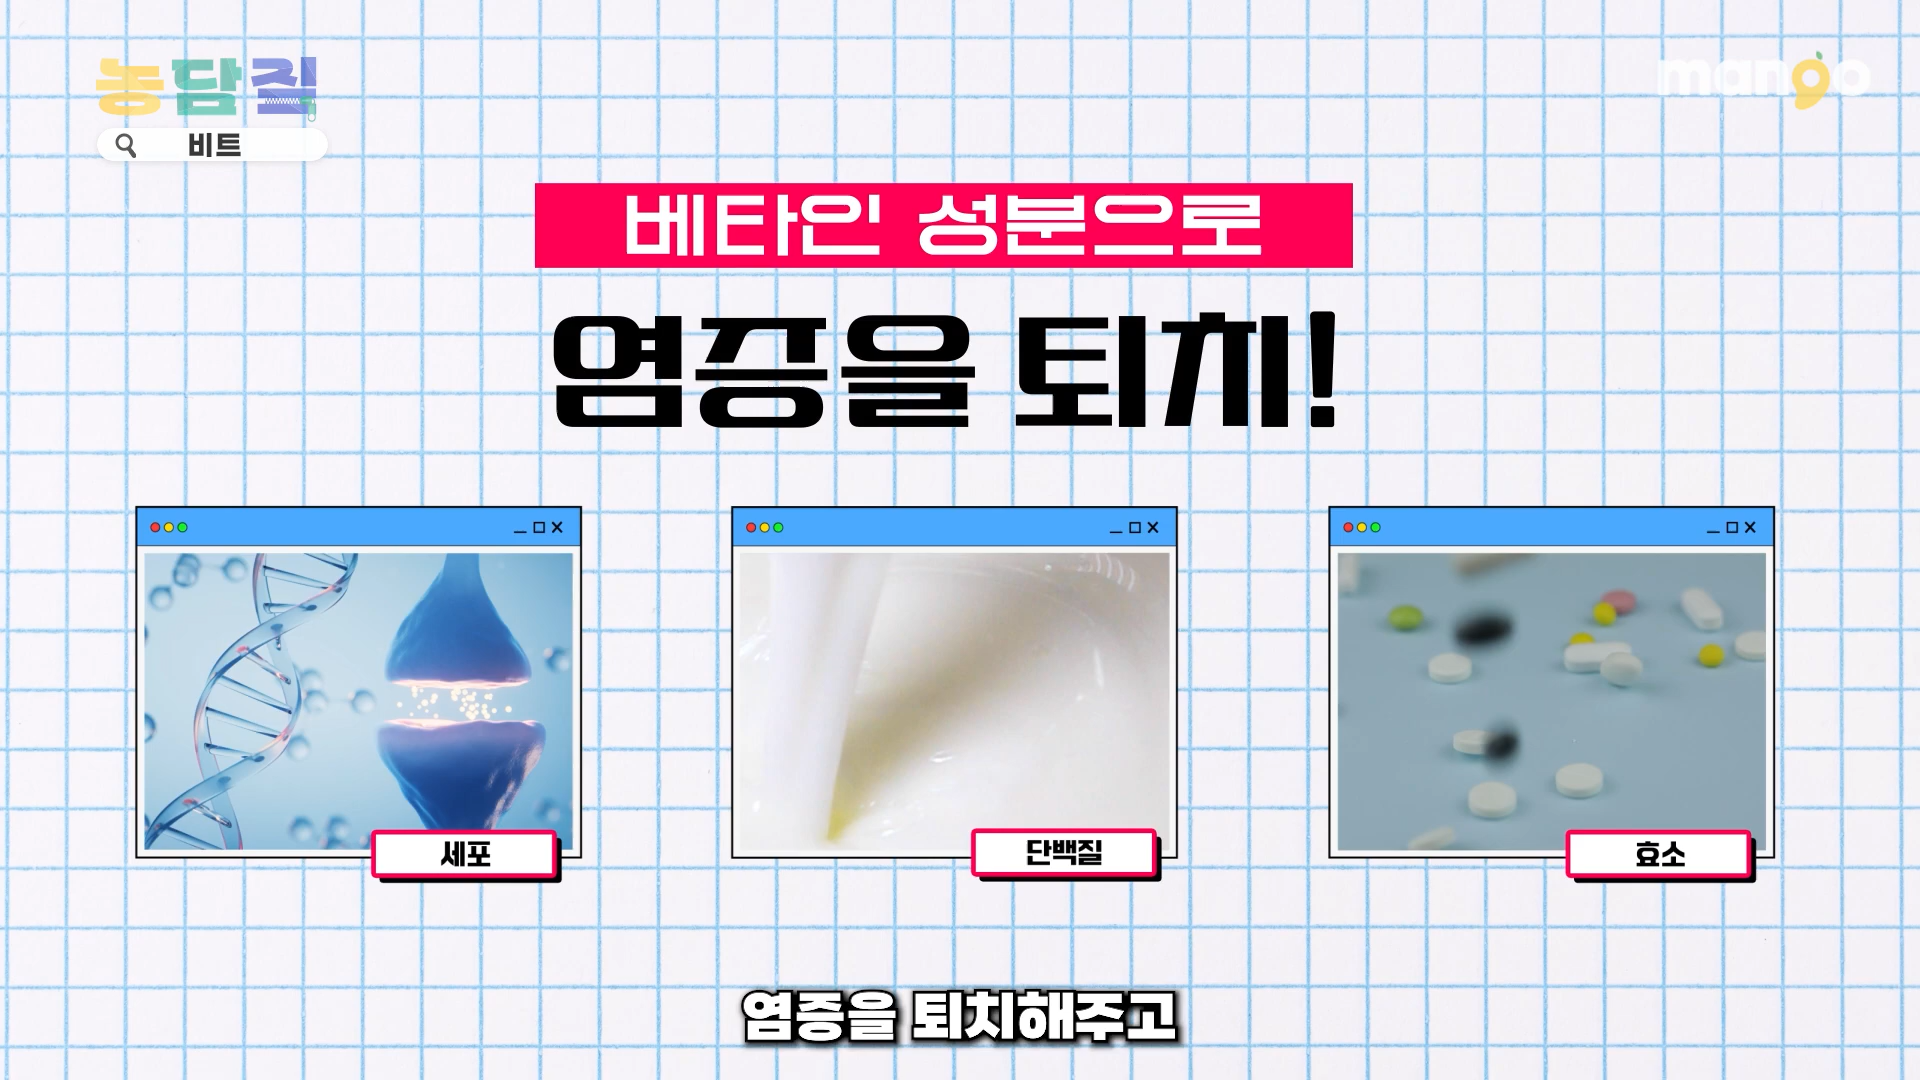 농담직
mango
비트
베타인 성분으로
염증을 퇴치!
세포
단백질
효소
염증을 퇴치해주고